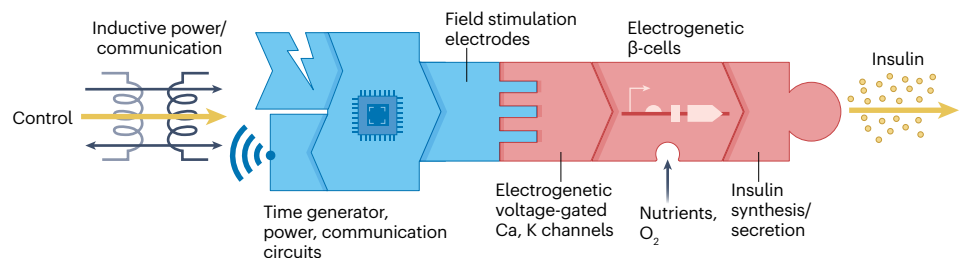 Inductive power/
communication
Control
Time generator,
power, communication
circuits
Field stimulation
electrodes
Electrogenetic
voltage-gated
Ca, K channels
Electrogenetic
β-cells
Nutrients,
O₂
Insulin
synthesis/
secretion
Insulin